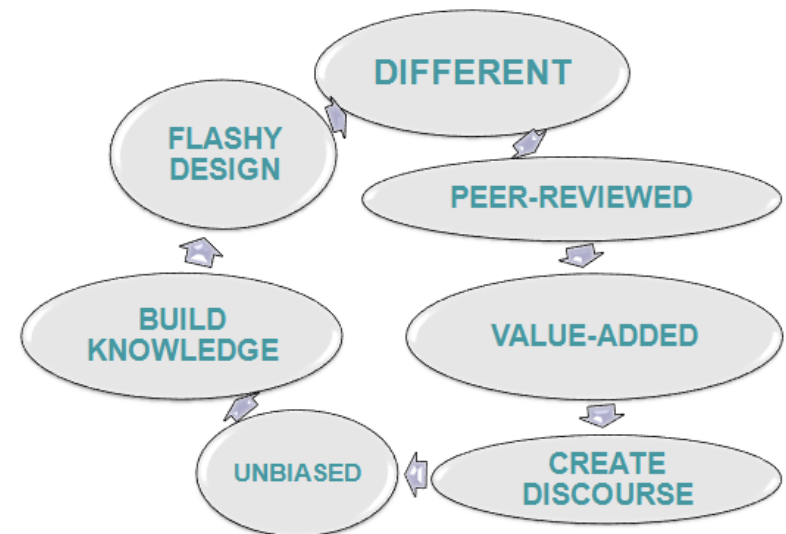 DIFFERENT
PEER-REVIEWED
VALUE-ADDED
CREATE
DISCOURSE
UNBIASED
BUILD
KNOWLEDGE
FLASHY
DESIGN